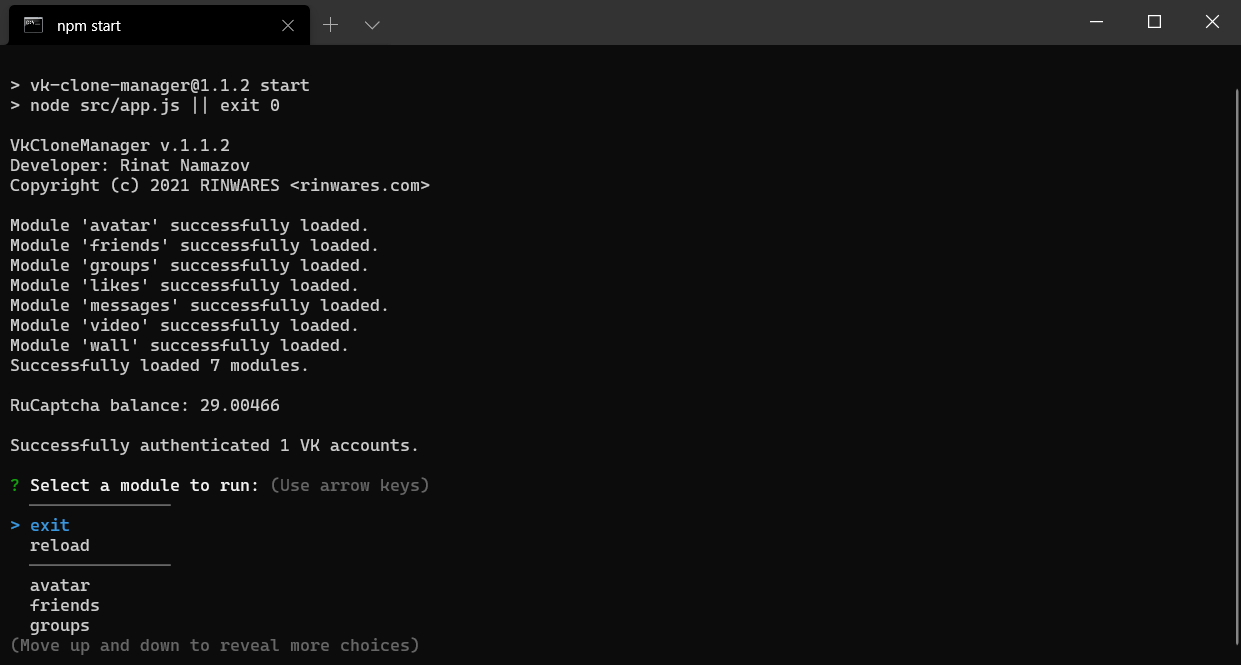 npm start
> vk-clone-manager@1.1.2 start
> node src/app.js || exit 0
VkCloneManager v.1.1.2
Developer: Rinat Namazov
Copyright (c) 2021 RINWARES <rinwares.com>
Module 'avatar' successfully loaded.
Module 'friends' successfully loaded.
Module 'groups' successfully loaded.
Module 'likes' successfully loaded.
Module 'messages' successfully loaded.
Module 'video' successfully loaded.
Module 'wall' successfully loaded.
Successfully loaded 7 modules.
RuCaptcha balance: 29.00466
Successfully authenticated 1 VK accounts.
? Select a module to run: (Use arrow keys)
> exit
reload
avatar
friends
groups
(Move up and down to reveal more choices)